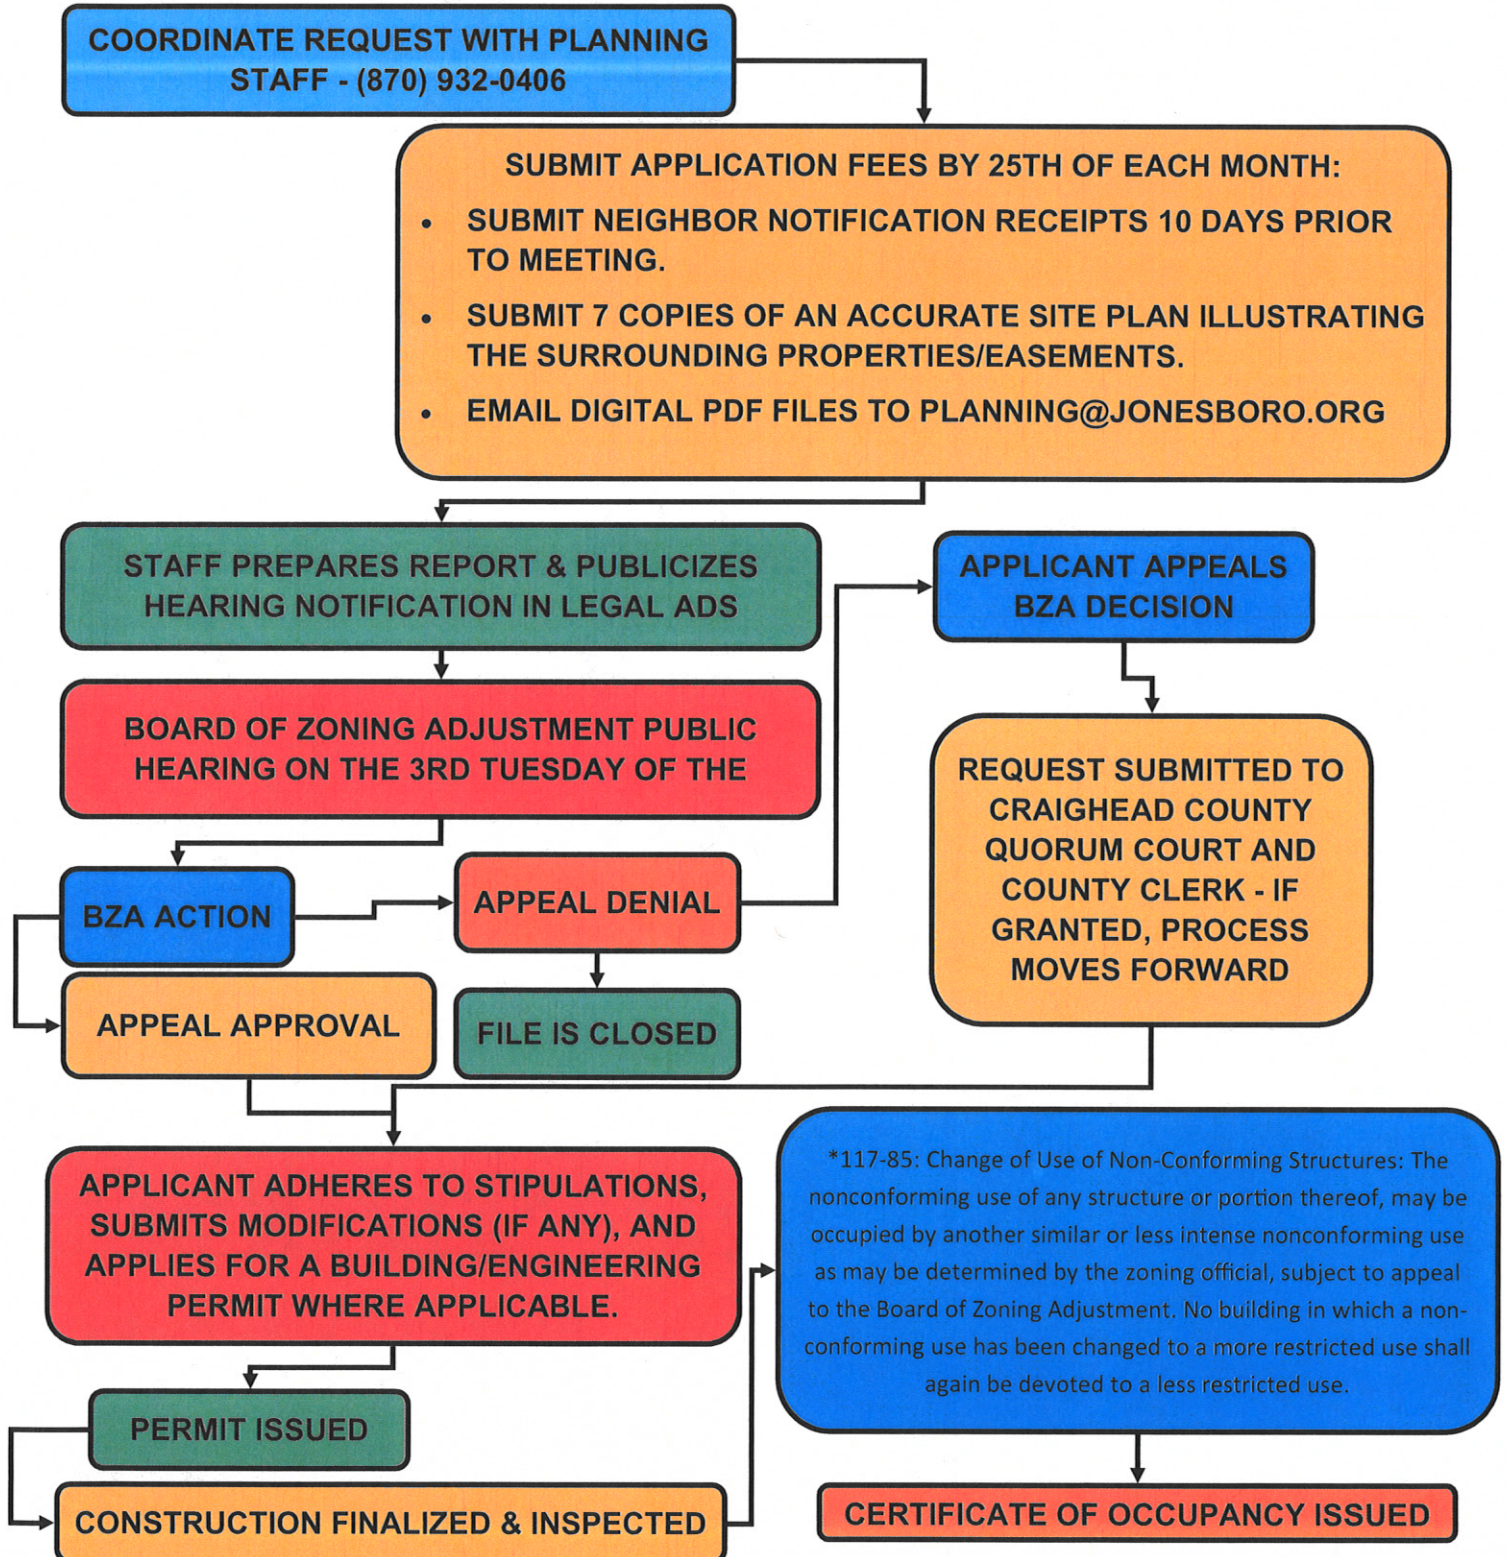 COORDINATE REQUEST WITH PLANNING
STAFF - (870) 932-0406
SUBMIT APPLICATION FEES BY 25TH OF EACH MONTH:
• SUBMIT NEIGHBOR NOTIFICATION RECEIPTS 10 DAYS PRIOR
TO MEETING.
• SUBMIT 7 COPIES OF AN ACCURATE SITE PLAN ILLUSTRATING
THE SURROUNDING PROPERTIES/EASEMENTS.
• EMAIL DIGITAL PDF FILES TO PLANNING@JONESBORO.ORG
STAFF PREPARES REPORT & PUBLICIZES
HEARING NOTIFICATION IN LEGAL ADS
APPLICANT APPEALS
BZA DECISION
BOARD OF ZONING ADJUSTMENT PUBLIC
HEARING ON THE 3RD TUESDAY OF THE
REQUEST SUBMITTED TO
CRAIGHEAD COUNTY
QUORUM COURT AND
COUNTY CLERK - IF
GRANTED, PROCESS
MOVES FORWARD
BZA ACTION
APPEAL DENIAL
APPEAL APPROVAL
FILE IS CLOSED
APPLICANT ADHERES TO STIPULATIONS,
SUBMITS MODIFICATIONS (IF ANY), AND
APPLIES FOR A BUILDING/ENGINEERING
PERMIT WHERE APPLICABLE.
*117-85: Change of Use of Non-Conforming Structures: The
nonconforming use of any structure or portion thereof, may be
occupied by another similar or less intense nonconforming use
as may be determined by the zoning official, subject to appeal
to the Board of Zoning Adjustment. No building in which a non-
conforming use has been changed to a more restricted use shall
again be devoted to a less restricted use.
PERMIT ISSUED
CONSTRUCTION FINALIZED & INSPECTED
CERTIFICATE OF OCCUPANCY ISSUED